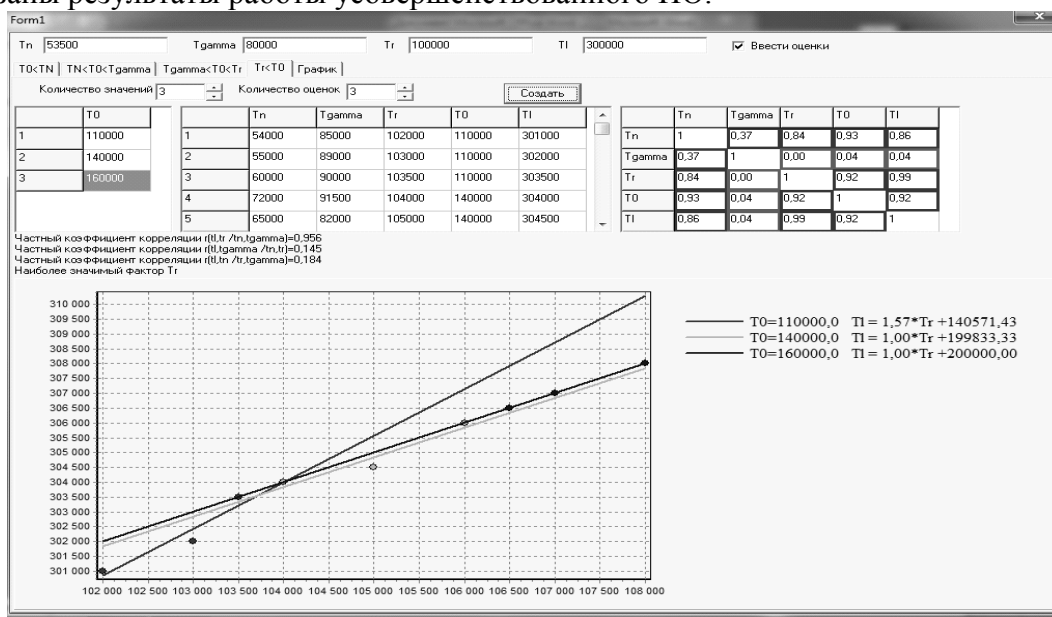 ваны результаты работы усовершенствованного ПО.
Form1
Tn 53500 Tgamma 80000 Tr 100000 Tl 300000 Ввести оценки
T0<TN TN<T0<Tgamma Tgamma<T0<Tr Tr<T0 График
Количество значений 3 Количество оценок 3 Создать
T0
1 110000
2 140000
3 160000
Tn Tgamma Tr T0 Tl
1 54000 85000 102000 110000 301000
2 55000 89000 103000 110000 302000
3 60000 90000 103500 110000 303500
4 72000 91500 104000 140000 304000
5 65000 82000 105000 140000 304500
Tn Tgamma Tr T0 Tl
Tn 1 0,37 0,84 0,93 0,86
Tgamma 0,37 1 0,00 0,04 0,04
Tr 0,84 0,00 1 0,92 0,99
T0 0,93 0,04 0,92 1 0,92
Tl 0,86 0,04 0,99 0,92 1
Частный коэффициент корреляции r(tl,tr /tn,tgamma)=0,956
Частный коэффициент корреляции r(tl,tgamma /tn,tr)=0,145
Частный коэффициент корреляции r(tl,tn /tr,tgamma)=0,184
Наиболее значимый фактор Tr
310 000
309 500
309 000
308 500
308 000
307 500
307 000
306 500
306 000
305 500
305 000
304 500
304 000
303 500
303 000
302 500
302 000
301 500
301 000
102 000 102 500 103 000 103 500 104 000 104 500 105 000 105 500 106 000 106 500 107 000 107 500 108 000
T0=110000,0 Tl = 1,57*Tr +140571,43
T0=140000,0 Tl = 1,00*Tr +199833,33
T0=160000,0 Tl = 1,00*Tr +200000,00